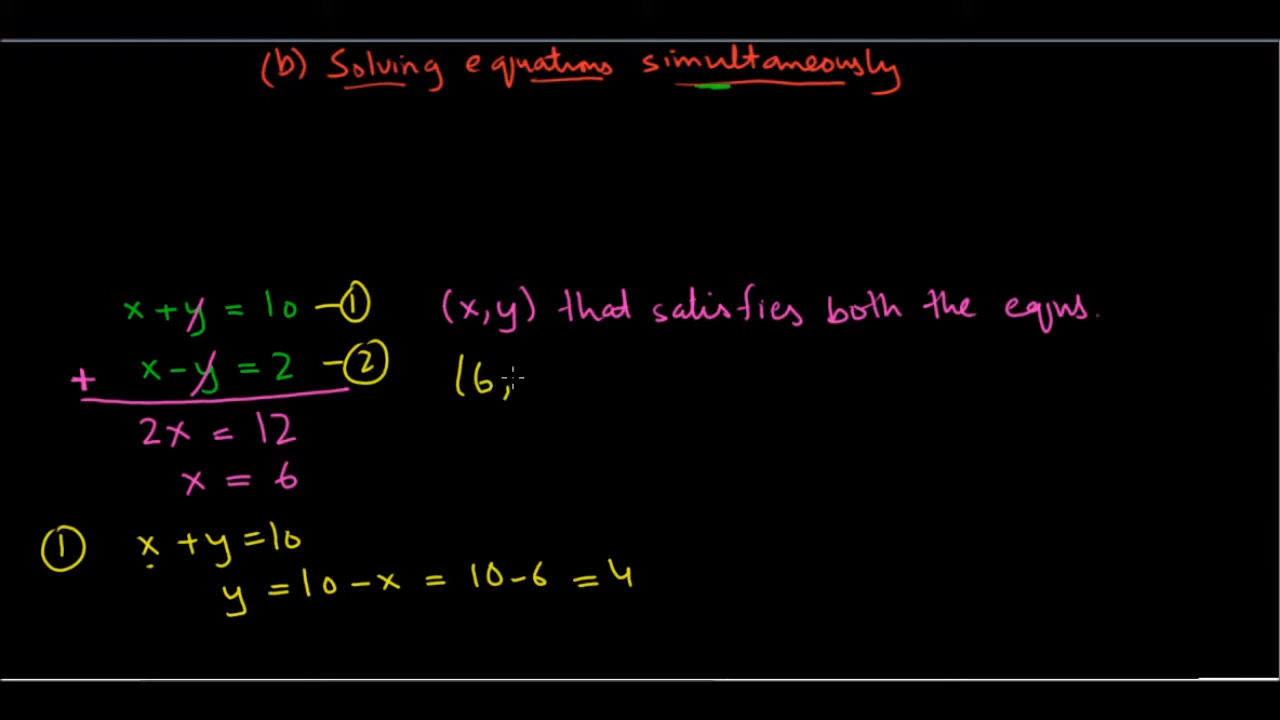 (b) Solving equations simultaneously
x + y = 10 — ① (x, y) that satisfies both the equns.
+ x - y = 2 — ② (6,
2x = 12
x = 6
① x + y = 10
y = 10 - x = 10 - 6 = 4